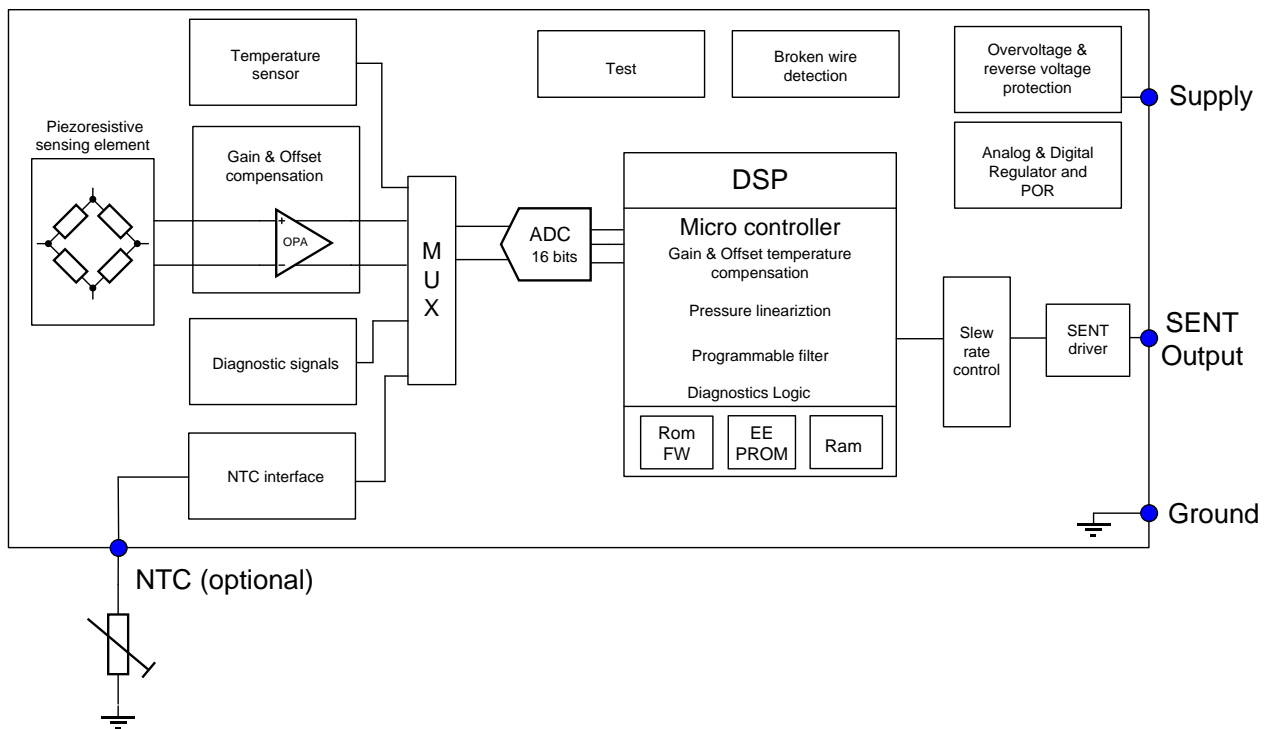 Temperature
sensor
Test
Broken wire
detection
Overvoltage &
reverse voltage
protection
Supply
Piezoresistive
sensing element
Gain & Offset
compensation
+
OPA
−
Analog & Digital
Regulator and
POR
M
U
X
ADC
16 bits
DSP
Micro controller
Gain & Offset temperature
compensation
Pressure lineariztion
Programmable filter
Diagnostics Logic
Rom
FW
EE
PROM
Ram
Slew
rate
control
SENT
driver
SENT
Output
Diagnostic signals
NTC interface
Ground
NTC (optional)